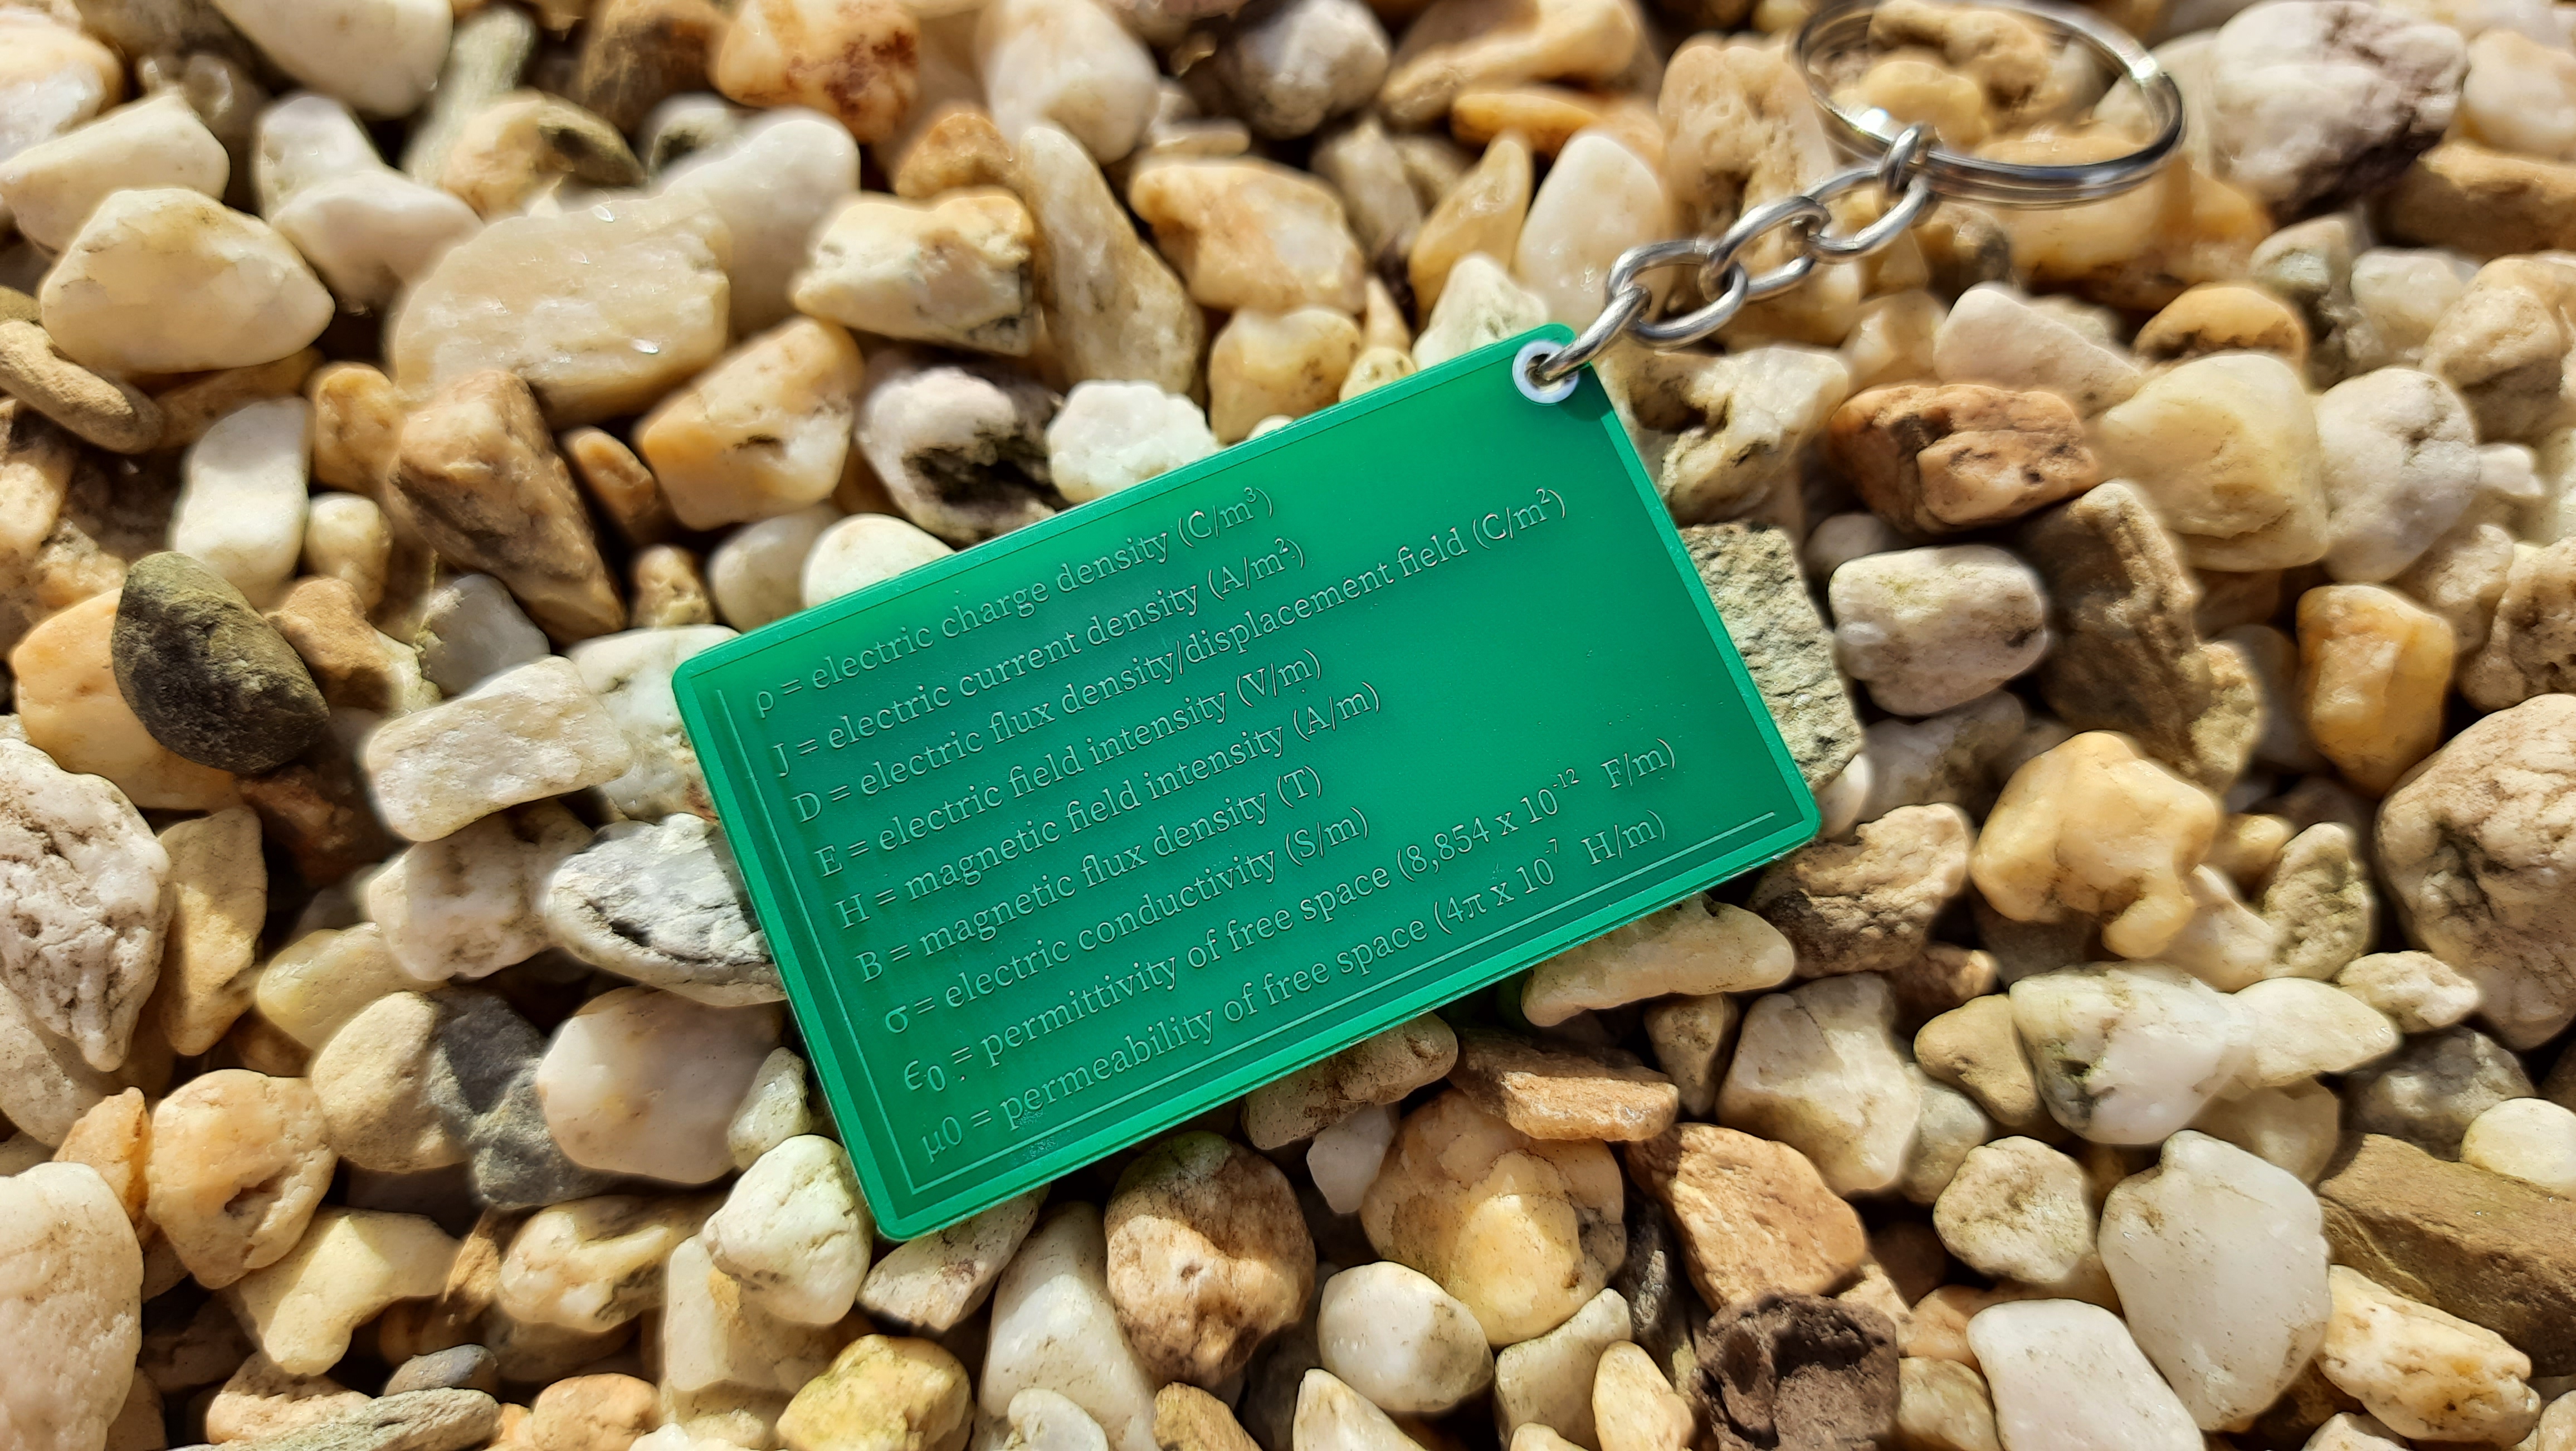 ρ = electric charge density (C/m³)
J = electric current density (A/m²)
D = electric flux density/displacement field (C/m²)
E = electric field intensity (V/m)
H = magnetic field intensity (A/m)
B = magnetic flux density (T)
σ = electric conductivity (S/m)
ϵ₀ = permittivity of free space (8,854 x 10⁻¹² F/m)
μ0 = permeability of free space (4π x 10⁻⁷ H/m)